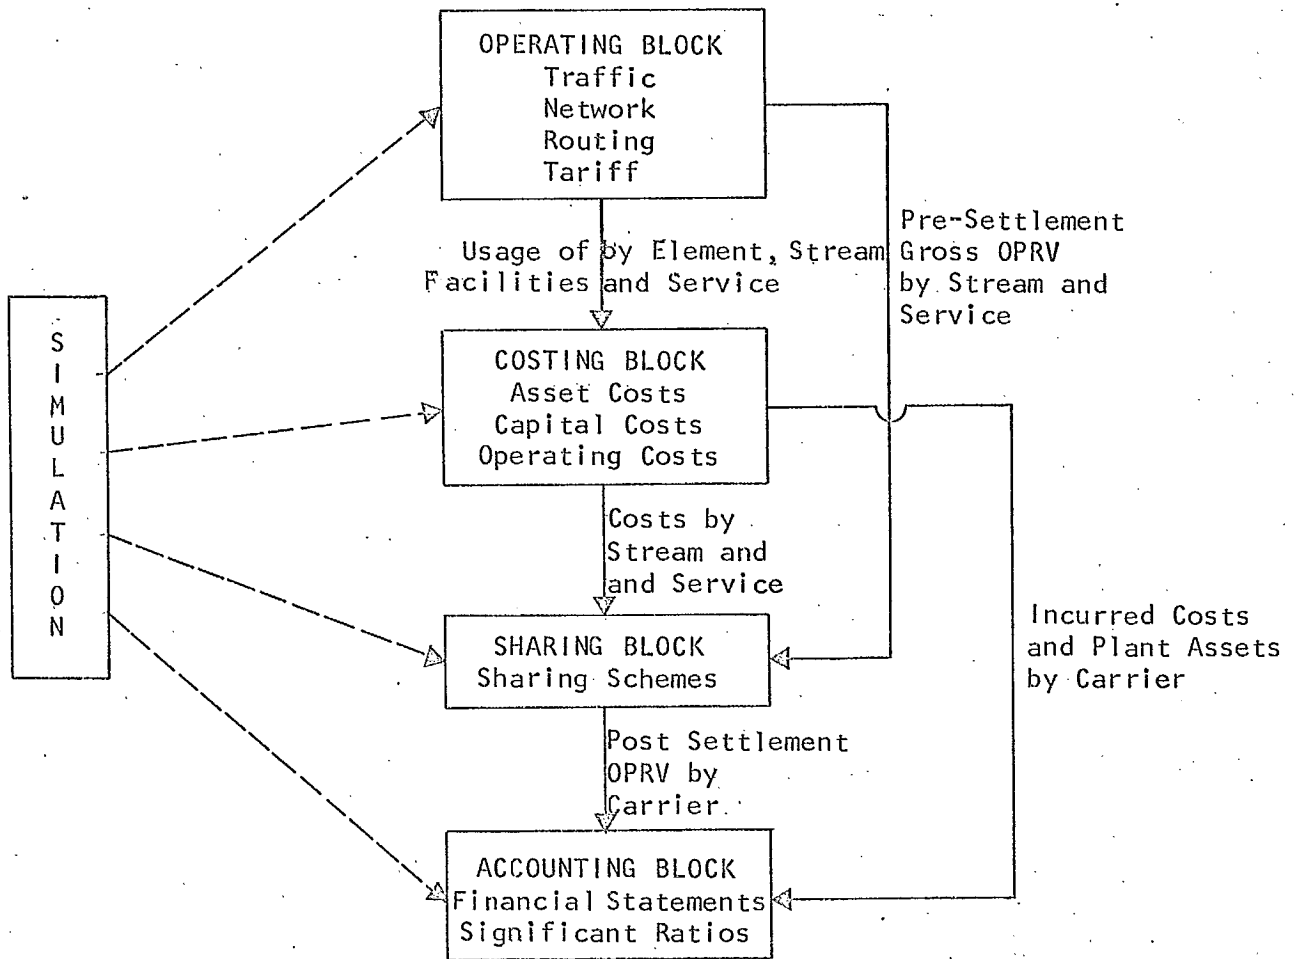 OPERATING BLOCK
Traffic
Network
Routing
Tariff
Pre-Settlement
Gross OPRV
by Stream and
Service
Usage of by Element, Stream
Facilities and Service
SIMULATION
COSTING BLOCK
Asset Costs
Capital Costs
Operating Costs
Costs by
Stream and
and Service
SHARING BLOCK
Sharing Schemes
Incurred Costs
and Plant Assets
by Carrier
Post Settlement
OPRV by
Carrier
ACCOUNTING BLOCK
Financial Statements
Significant Ratios